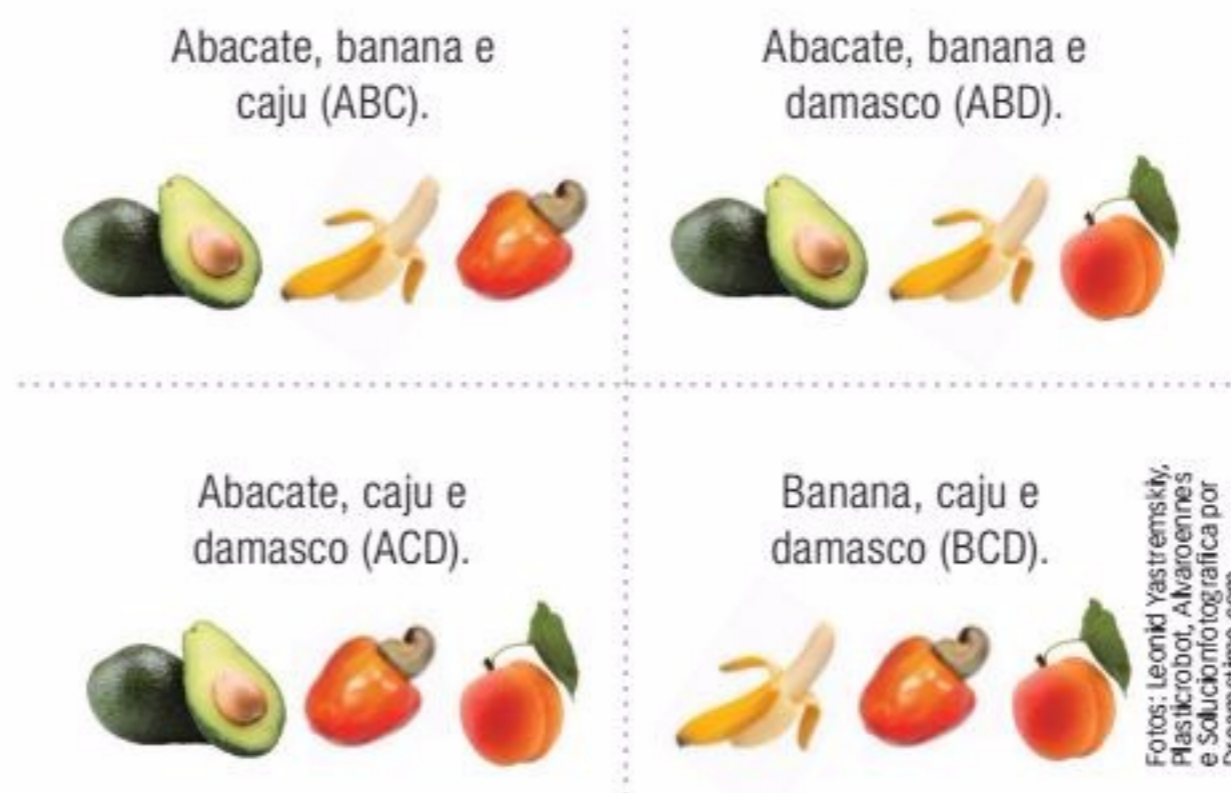 Abacate, banana e
caju (ABC).
Abacate, banana e
damasco (ABD).
Abacate, caju e
damasco (ACD).
Banana, caju e
damasco (BCD).
Fotos: Leonid Yastremskiy,
Plasticrobot, Alvaroennes
e Solucionfotografica por